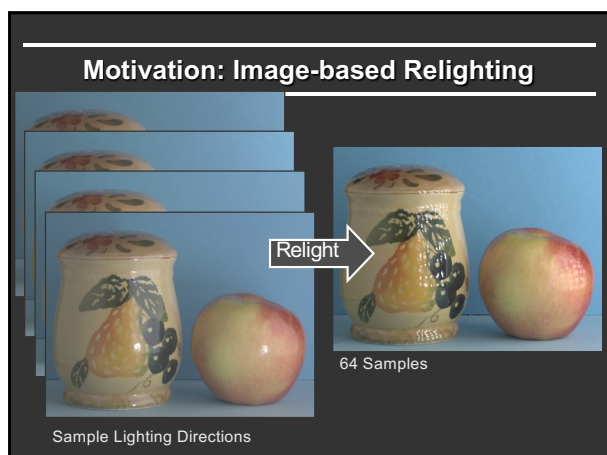 Motivation: Image-based Relighting
Relight
64 Samples
Sample Lighting Directions